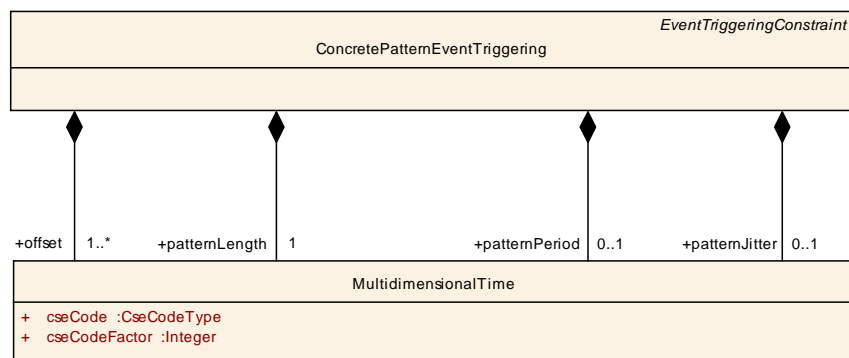 EventTriggeringConstraint
ConcretePatternEventTriggering
+offset 1..* +patternLength 1 +patternPeriod 0..1 +patternJitter 0..1
MultidimensionalTime
+ cseCode :CseCodeType
+ cseCodeFactor :Integer